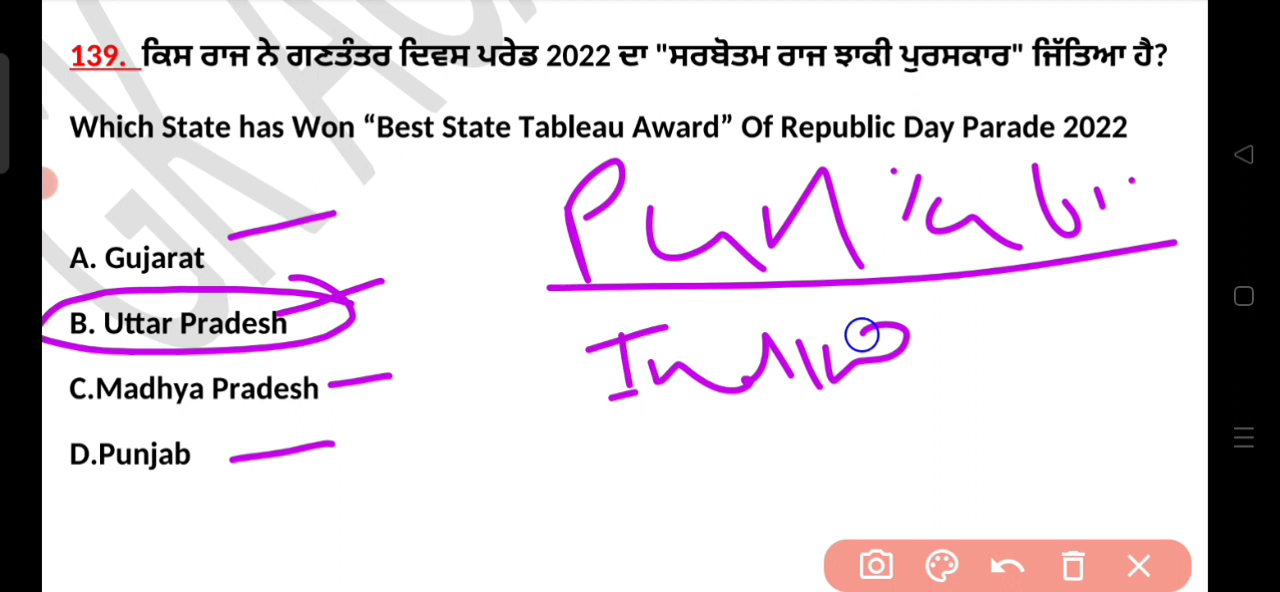 139. ਕਿਸ ਰਾਜ ਨੇ ਗਣਤੰਤਰ ਦਿਵਸ ਪਰੇਡ 2022 ਦਾ "ਸਰਬੋਤਮ ਰਾਜ ਝਾਕੀ ਪੁਰਸਕਾਰ" ਜਿੱਤਿਆ ਹੈ?
Which State has Won “Best State Tableau Award” Of Republic Day Parade 2022
Punjabi
A. Gujarat
B. Uttar Pradesh
C.Madhya Pradesh
D.Punjab